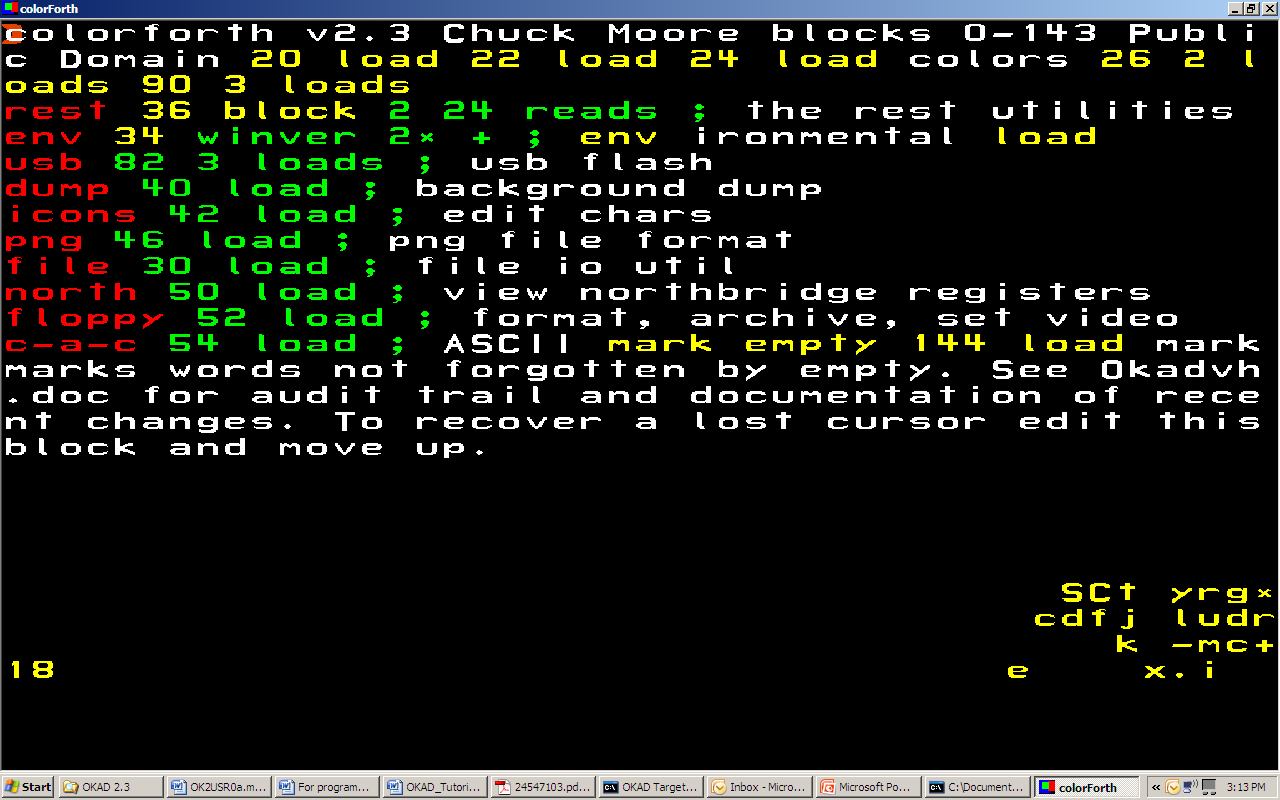 colorForth
colorforth v2.3 Chuck Moore blocks 0-143 Publi
c Domain 20 load 22 load 24 load colors 26 2 l
oads 90 3 loads
rest 36 block 2 24 reads ; the rest utilities
env 34 winver 2× + ; env ironmental load
usb 82 3 loads ; usb flash
dump 40 load ; background dump
icons 42 load ; edit chars
png 46 load ; png file format
file 30 load ; file io util
north 50 load ; view northbridge registers
floppy 52 load ; format, archive, set video
c-a-c 54 load ; ASCII mark empty 144 load mark
marks words not forgotten by empty. See Okadvh
.doc for audit trail and documentation of rece
nt changes. To recover a lost cursor edit this
block and move up.
SCt yrg×
cdfj ludr
k -mc+
18 e x.i
Start OKAD 2.3 OK2USR0a.m... For program... OKAD_Tutori... 24547103.pd... OKAD Target... Inbox - Micro... Microsoft Po... C:\Document... colorForth « 3:13 PM